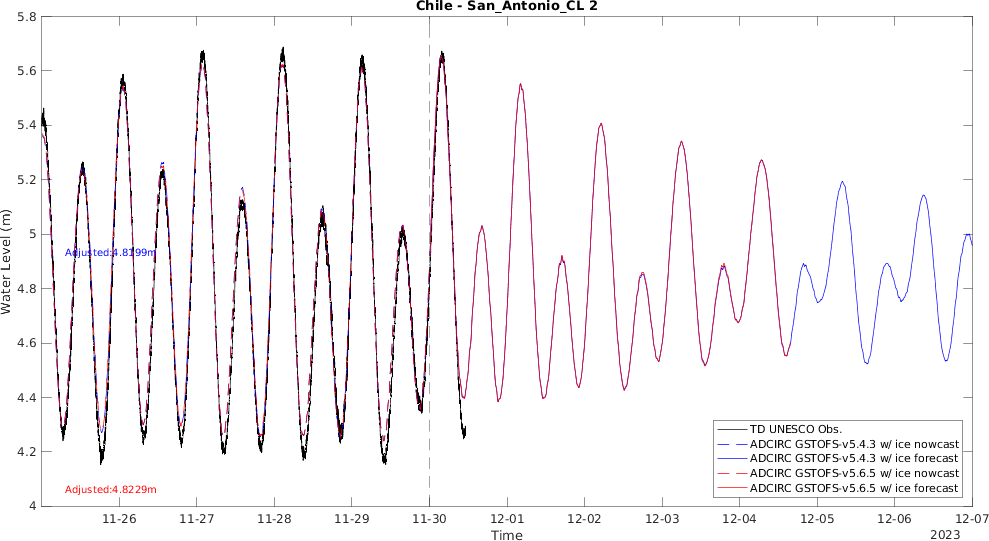 Chile - San_Antonio_CL 2
5.8
5.6
5.4
5.2
5
4.8
4.6
4.4
4.2
4
Water Level (m)
Adjusted:4.8199m
Adjusted:4.8229m
TD UNESCO Obs.
ADCIRC GSTOFS-v5.4.3 w/ ice nowcast
ADCIRC GSTOFS-v5.4.3 w/ ice forecast
ADCIRC GSTOFS-v5.6.5 w/ ice nowcast
ADCIRC GSTOFS-v5.6.5 w/ ice forecast
11-26 11-27 11-28 11-29 11-30 12-01 12-02 12-03 12-04 12-05 12-06 12-07
Time
2023